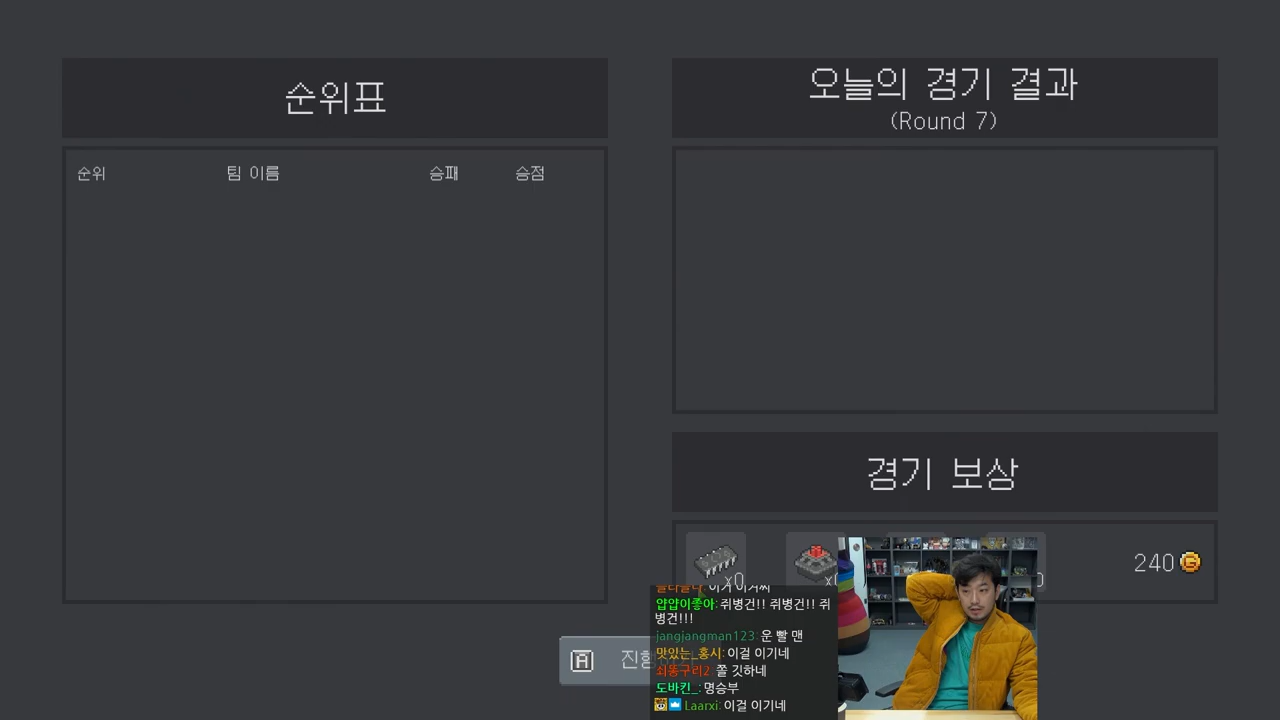 순위표
순위 팀 이름 승패 승점
오늘의 경기 결과
(Round 7)
경기 보상
x0
240
A
얍얍이좋아: 쥐병건!! 쥐병건!! 쥐
병건!!!
jangjangman123: 운 빨 맨
맛있는_홍시: 이걸 이기네
쇠똥구리2: 쫄 깃하네
도바킨_: 명승부
Laarxi: 이걸 이기네